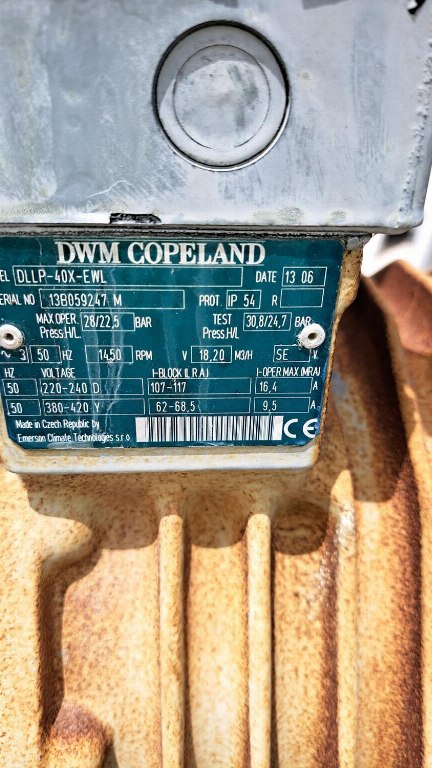 DWM COPELAND
EL DLLP-40X-EWL DATE 13 06
ERIAL NO 13B059247 M PROT. IP 54 R
MAX.OPER. Press.H/L 28/22,5 BAR TEST Press.H/L 30,8/24,7 BAR
~ 3 50 HZ 1450 RPM V 18,20 M3/H SE V.
HZ VOLTAGE I-BLOCK (L.R.A.) I-OPER.MAX (MRA)
50 220-240 D 107-117 A 16,4 A
50 380-420 Y 62-68,5 A 9,5 A
Made in Czech Republic by
Emerson Climate Technologies s.r.o. CE